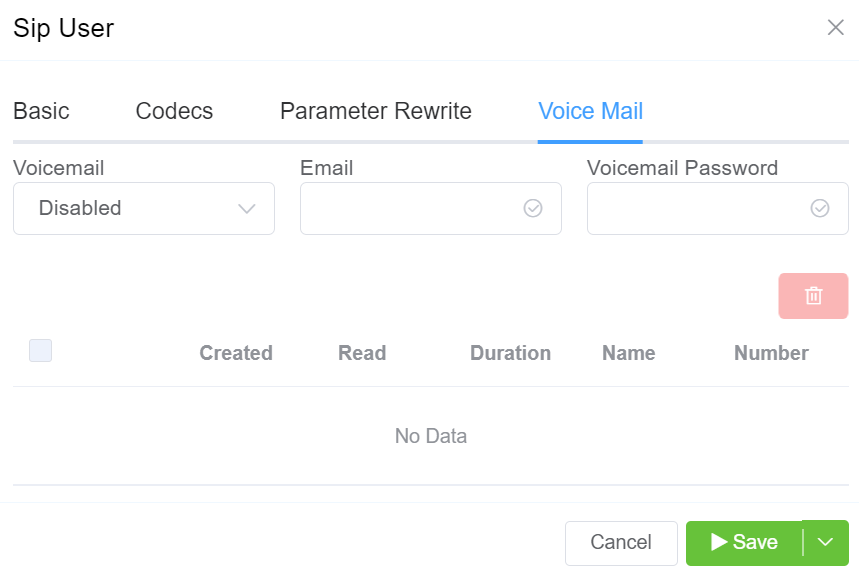 Sip User
Basic Codecs Parameter Rewrite Voice Mail
Voicemail Email Voicemail Password
Disabled
Created Read Duration Name Number
No Data
Cancel Save